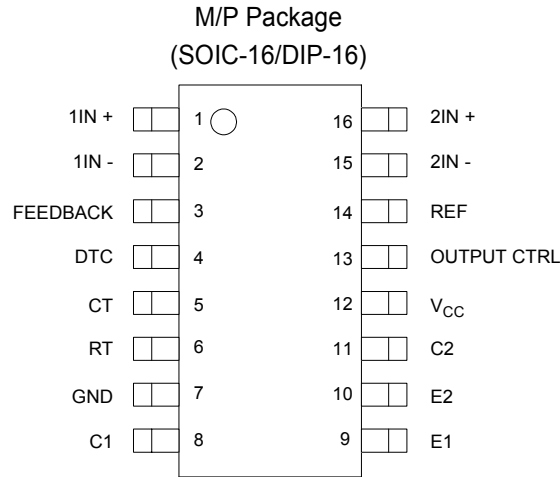 M/P Package
(SOIC-16/DIP-16)
1IN + 1 16 2IN +
1IN - 2 15 2IN -
FEEDBACK 3 14 REF
DTC 4 13 OUTPUT CTRL
CT 5 12 VCC
RT 6 11 C2
GND 7 10 E2
C1 8 9 E1